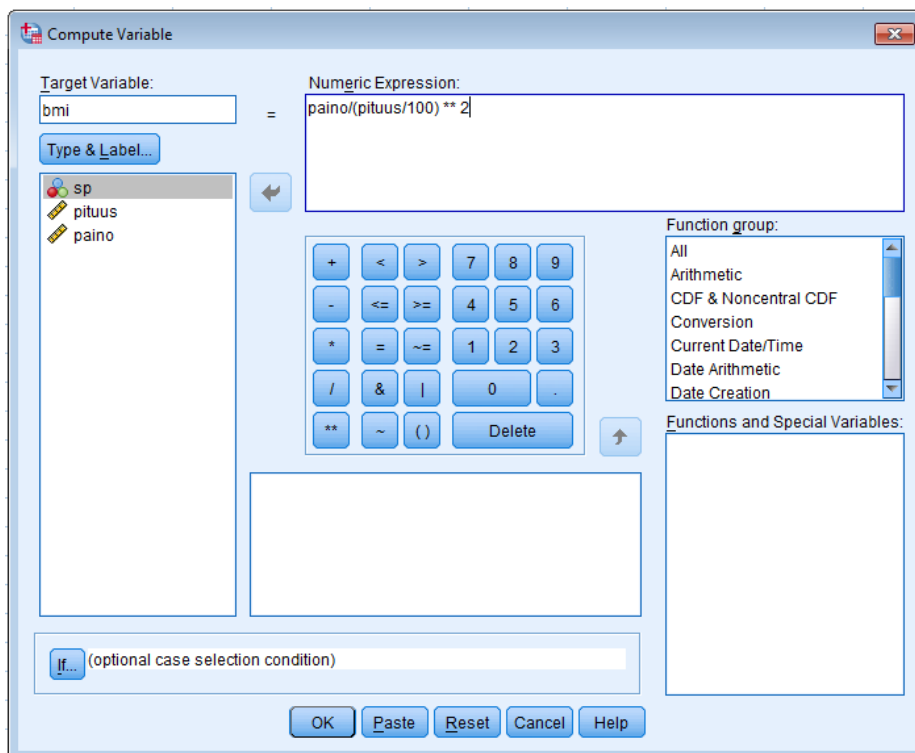 Compute Variable
Target Variable:
bmi
=
Numeric Expression:
paino/(pituus/100) ** 2
Type & Label...
sp
pituus
paino
+ < > 7 8 9
- <= >= 4 5 6
* = ~= 1 2 3
/ & | 0 .
** ~ ( ) Delete
Function group:
All
Arithmetic
CDF & Noncentral CDF
Conversion
Current Date/Time
Date Arithmetic
Date Creation
Functions and Special Variables:
If... (optional case selection condition)
OK Paste Reset Cancel Help